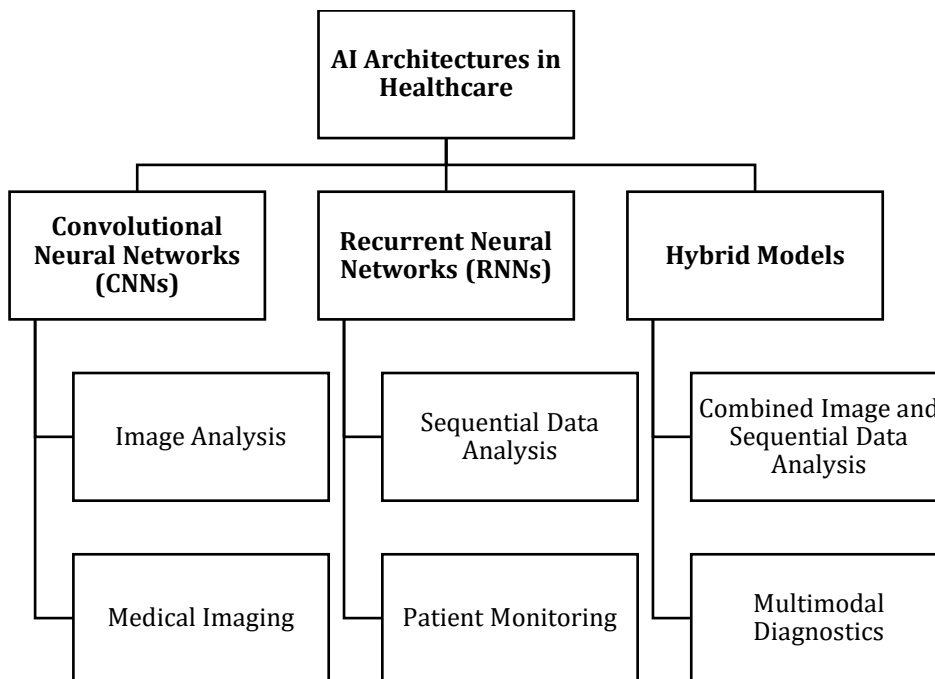 AI Architectures in
Healthcare
Convolutional
Neural Networks
(CNNs)
Recurrent Neural
Networks (RNNs)
Hybrid Models
Image Analysis
Sequential Data
Analysis
Combined Image and
Sequential Data
Analysis
Medical Imaging
Patient Monitoring
Multimodal
Diagnostics